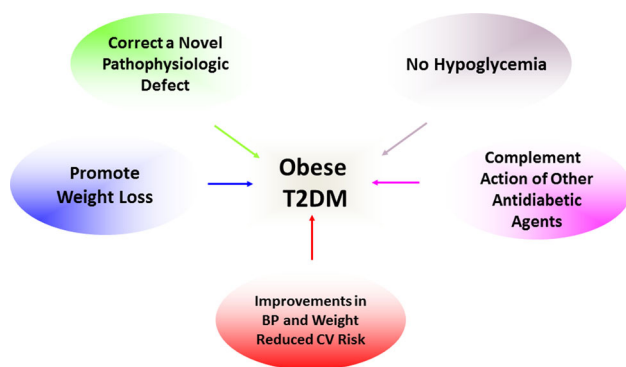 Correct a Novel
Pathophysiologic
Defect
No Hypoglycemia
Promote
Weight Loss
Obese
T2DM
Complement
Action of Other
Antidiabetic
Agents
Improvements in
BP and Weight
Reduced CV Risk